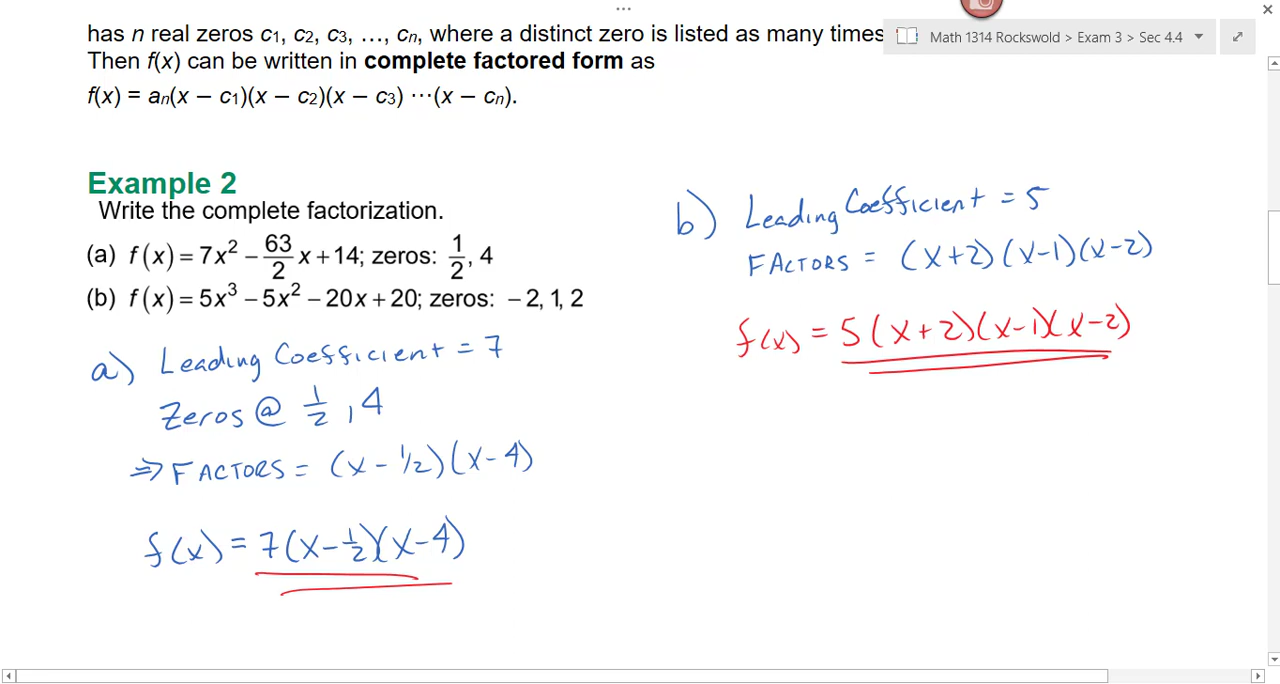 has n real zeros c1, c2, c3, …, cn, where a distinct zero is listed as many times
Then f(x) can be written in complete factored form as
f(x) = an(x − c1)(x − c2)(x − c3) ⋯(x − cn).
Math 1314 Rockswold > Exam 3 > Sec 4.4
Example 2
Write the complete factorization.
(a) f(x) = 7x² − 63/2 x + 14; zeros: 1/2, 4
(b) f(x) = 5x³ − 5x² − 20x + 20; zeros: − 2, 1, 2
a) Leading Coefficient = 7
Zeros @ 1/2, 4
⇒ FACTORS = (x − 1/2)(x − 4)
f(x) = 7(x − 1/2)(x − 4)
b) Leading Coefficient = 5
FACTORS = (x+2)(x−1)(x−2)
f(x) = 5(x+2)(x−1)(x−2)